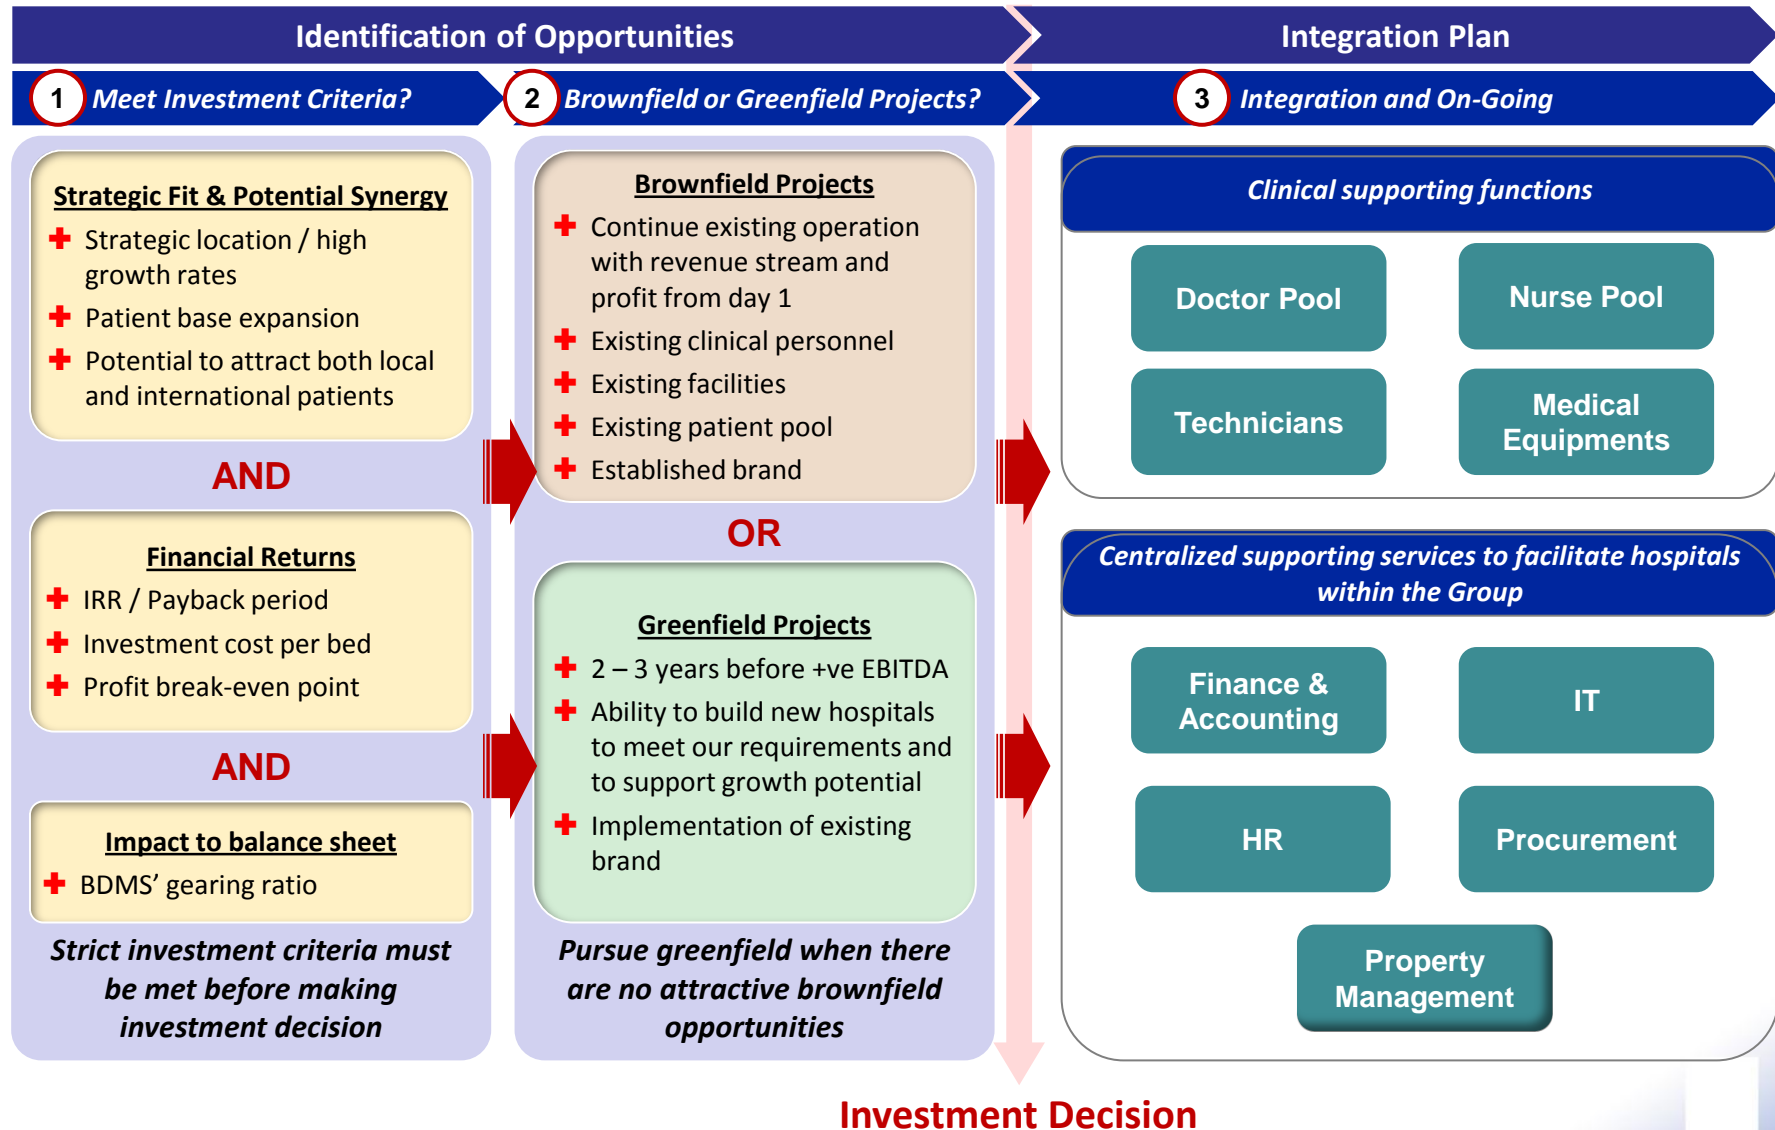 Identification of Opportunities
Integration Plan
1 Meet Investment Criteria?
2 Brownfield or Greenfield Projects?
3 Integration and On-Going
Strategic Fit & Potential Synergy
Strategic location / high
growth rates
Patient base expansion
Potential to attract both local
and international patients
AND
Financial Returns
IRR / Payback period
Investment cost per bed
Profit break-even point
AND
Impact to balance sheet
BDMS’ gearing ratio
Strict investment criteria must
be met before making
investment decision
Brownfield Projects
Continue existing operation
with revenue stream and
profit from day 1
Existing clinical personnel
Existing facilities
Existing patient pool
Established brand
OR
Greenfield Projects
2 – 3 years before +ve EBITDA
Ability to build new hospitals
to meet our requirements and
to support growth potential
Implementation of existing
brand
Pursue greenfield when there
are no attractive brownfield
opportunities
Clinical supporting functions
Doctor Pool
Nurse Pool
Technicians
Medical
Equipments
Centralized supporting services to facilitate hospitals
within the Group
Finance &
Accounting
IT
HR
Procurement
Property
Management
Investment Decision